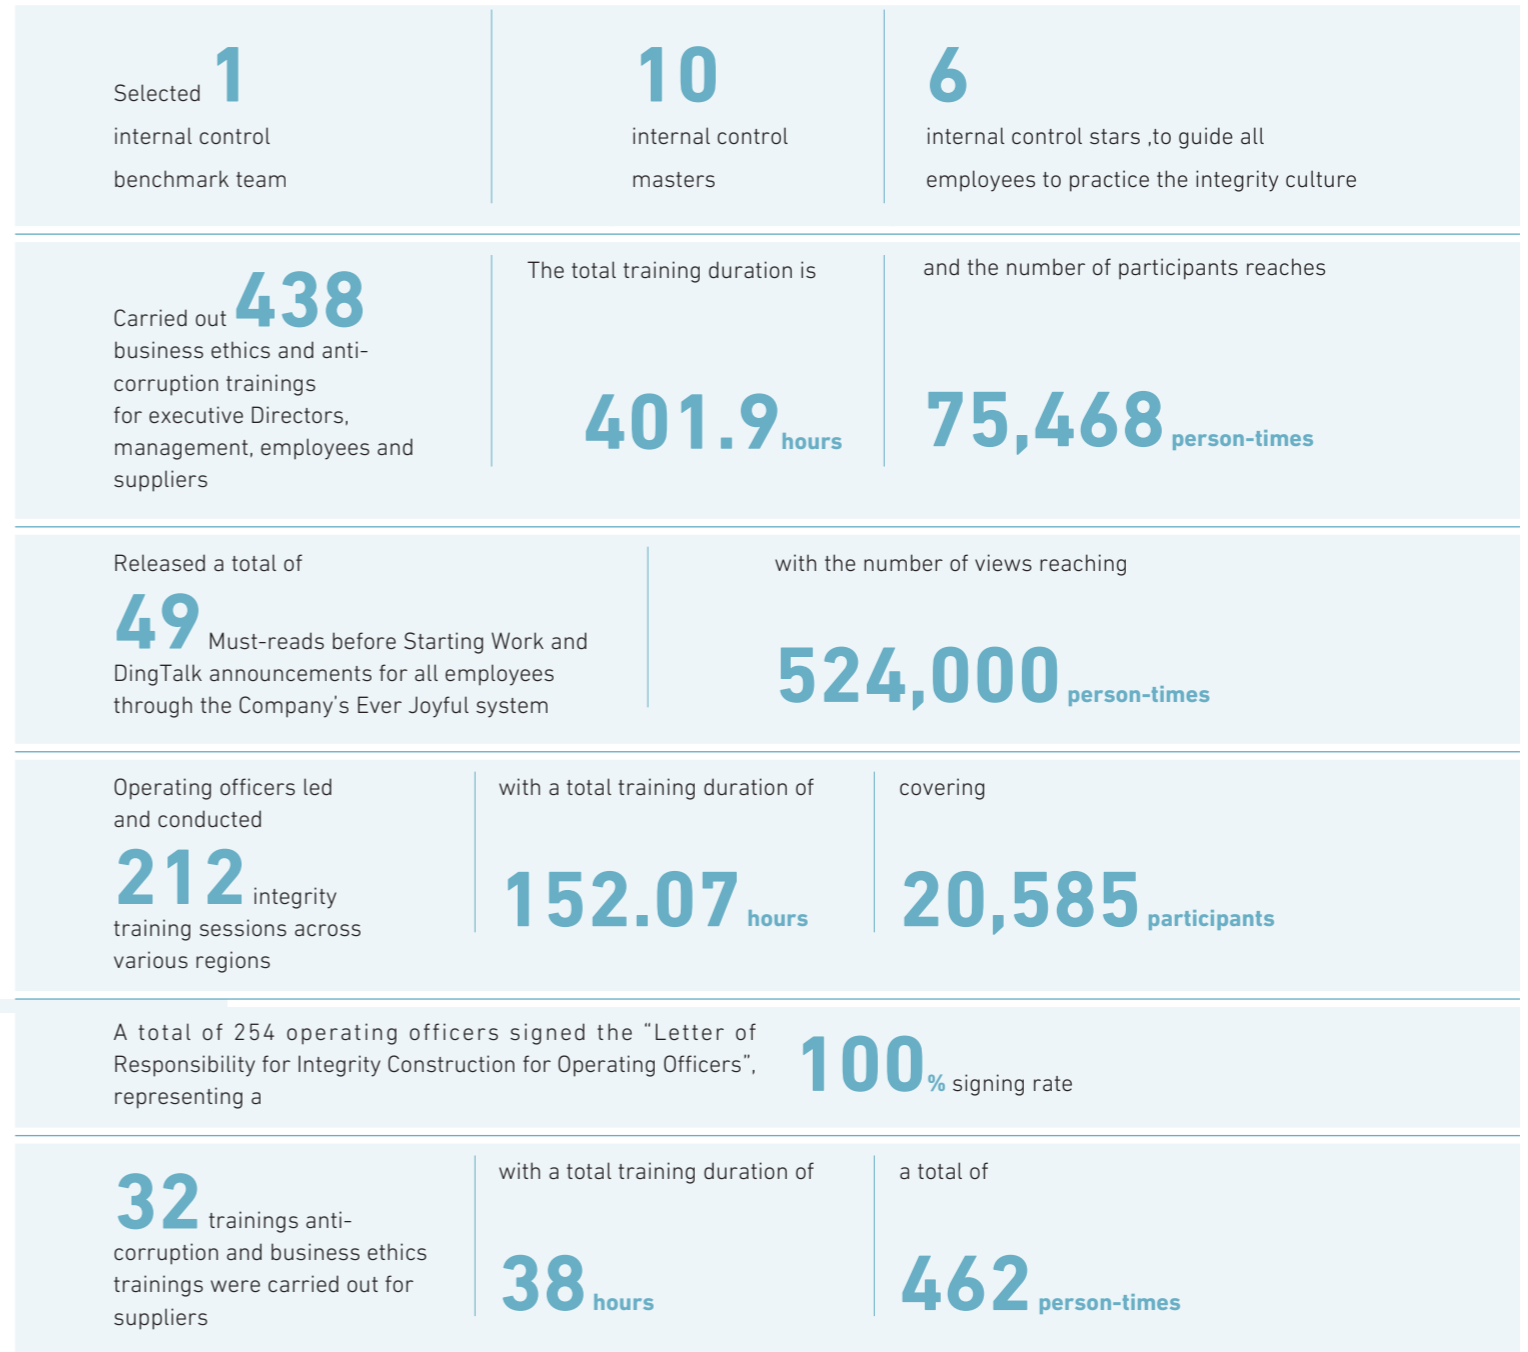 Selected 1
internal control
benchmark team
10
internal control
masters
6
internal control stars ,to guide all
employees to practice the integrity culture
Carried out 438
business ethics and anti-
corruption trainings
for executive Directors,
management, employees and
suppliers
The total training duration is
401.9 hours
and the number of participants reaches
75,468 person-times
Released a total of
49 Must-reads before Starting Work and
DingTalk announcements for all employees
through the Company's Ever Joyful system
with the number of views reaching
524,000 person-times
Operating officers led
and conducted
212 integrity
training sessions across
various regions
with a total training duration of
152.07 hours
covering
20,585 participants
A total of 254 operating officers signed the “Letter of
Responsibility for Integrity Construction for Operating Officers”,
representing a
100% signing rate
32 trainings anti-
corruption and business ethics
trainings were carried out for
suppliers
with a total training duration of
38 hours
a total of
462 person-times